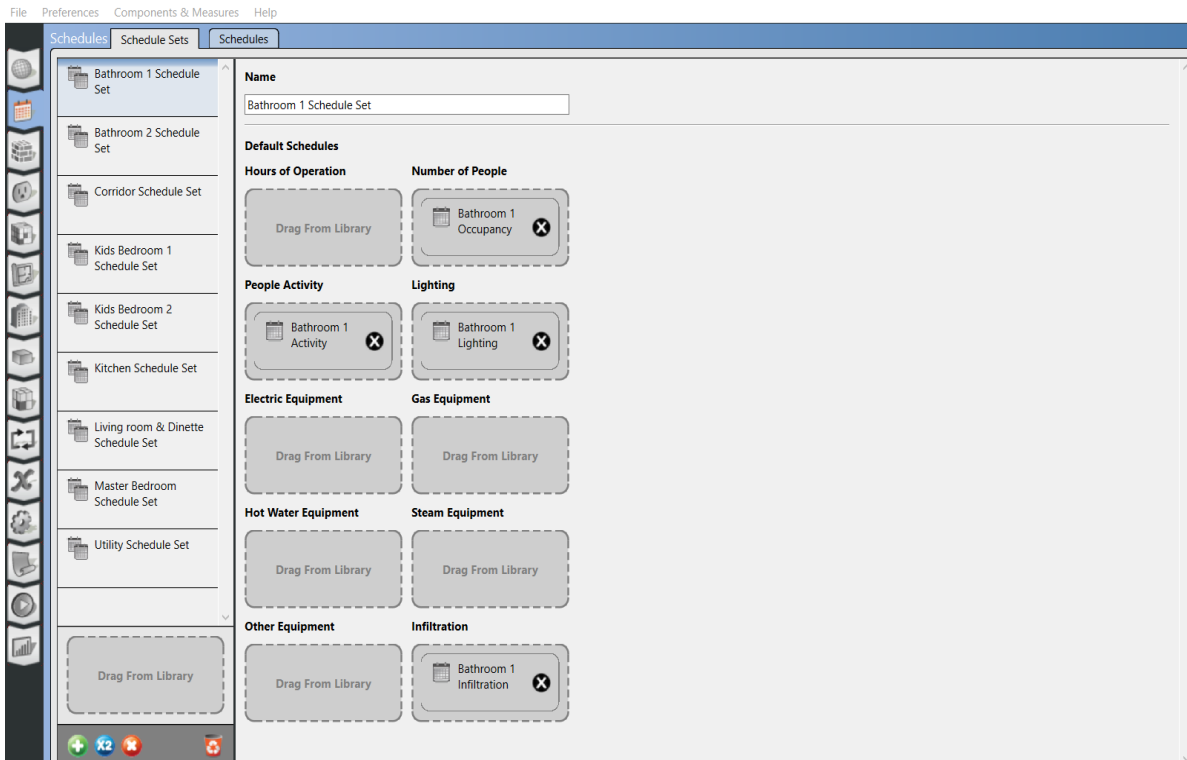 File Preferences Components & Measures Help
Schedules Schedule Sets Schedules
Bathroom 1 Schedule
Set
Bathroom 2 Schedule
Set
Corridor Schedule Set
Kids Bedroom 1
Schedule Set
Kids Bedroom 2
Schedule Set
Kitchen Schedule Set
Living room & Dinette
Schedule Set
Master Bedroom
Schedule Set
Utility Schedule Set
Drag From Library
X2
Name
Bathroom 1 Schedule Set
Default Schedules
Hours of Operation Number of People
Drag From Library
Bathroom 1
Occupancy
People Activity Lighting
Bathroom 1
Activity
Bathroom 1
Lighting
Electric Equipment Gas Equipment
Drag From Library Drag From Library
Hot Water Equipment Steam Equipment
Drag From Library Drag From Library
Other Equipment Infiltration
Drag From Library
Bathroom 1
Infiltration